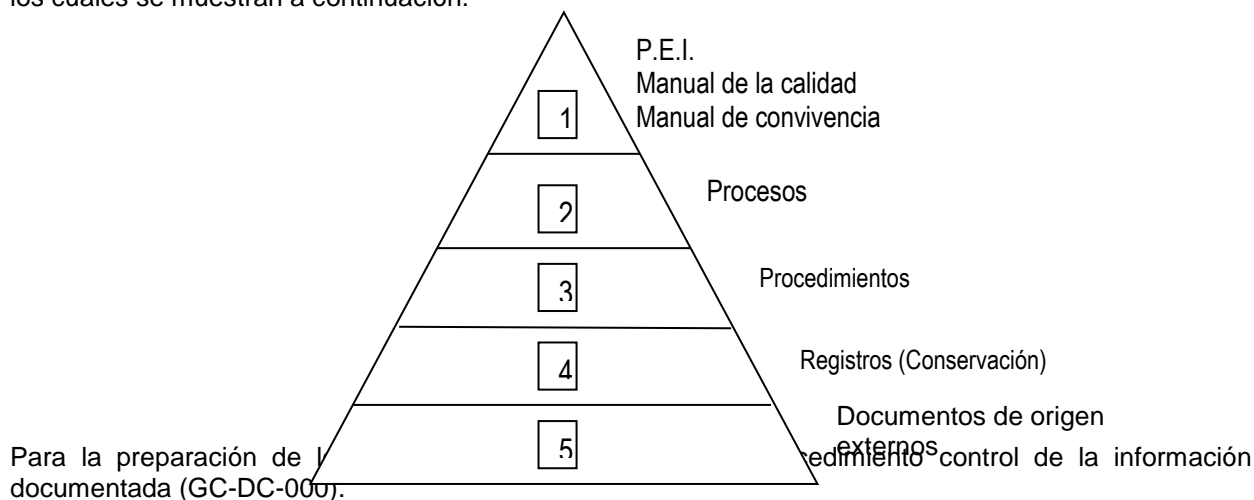 los cuales se muestran a continuación.
P.E.I.
Manual de la calidad
Manual de convivencia
1
Procesos
2
Procedimientos
3
Registros (Conservación)
4
Documentos de origen
externos
5
Para la preparación de control de la información
documentada (GC-DC-000).